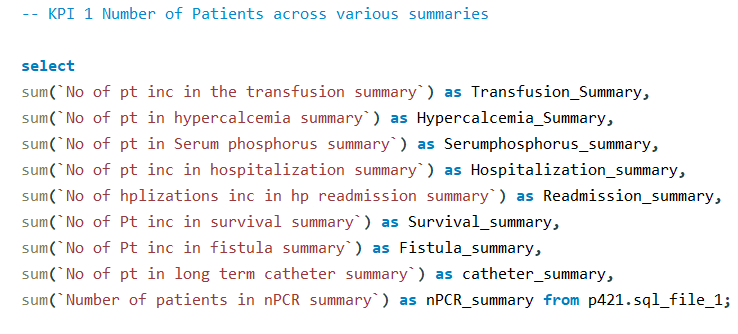 -- KPI 1 Number of Patients across various summaries
select
sum(`No of pt inc in the transfusion summary`) as Transfusion_Summary,
sum(`No of pt in hypercalcemia summary`) as Hypercalcemia_Summary,
sum(`No of pt in Serum phosphorus summary`) as Serumphosphorus_summary,
sum(`No of pt inc in hospitalization summary`) as Hospitalization_summary,
sum(`No of hplizations inc in hp readmission summary`) as Readmission_summary,
sum(`No of Pt inc in survival summary`) as Survival_summary,
sum(`No of Pt inc in fistula summary`) as Fistula_summary,
sum(`No of pt in long term catheter summary`) as catheter_summary,
sum(`Number of patients in nPCR summary`) as nPCR_summary from p421.sql_file_1;